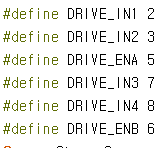 #define DRIVE_IN1 2
#define DRIVE_IN2 3
#define DRIVE_ENA 5
#define DRIVE_IN3 7
#define DRIVE_IN4 8
#define DRIVE_ENB 6